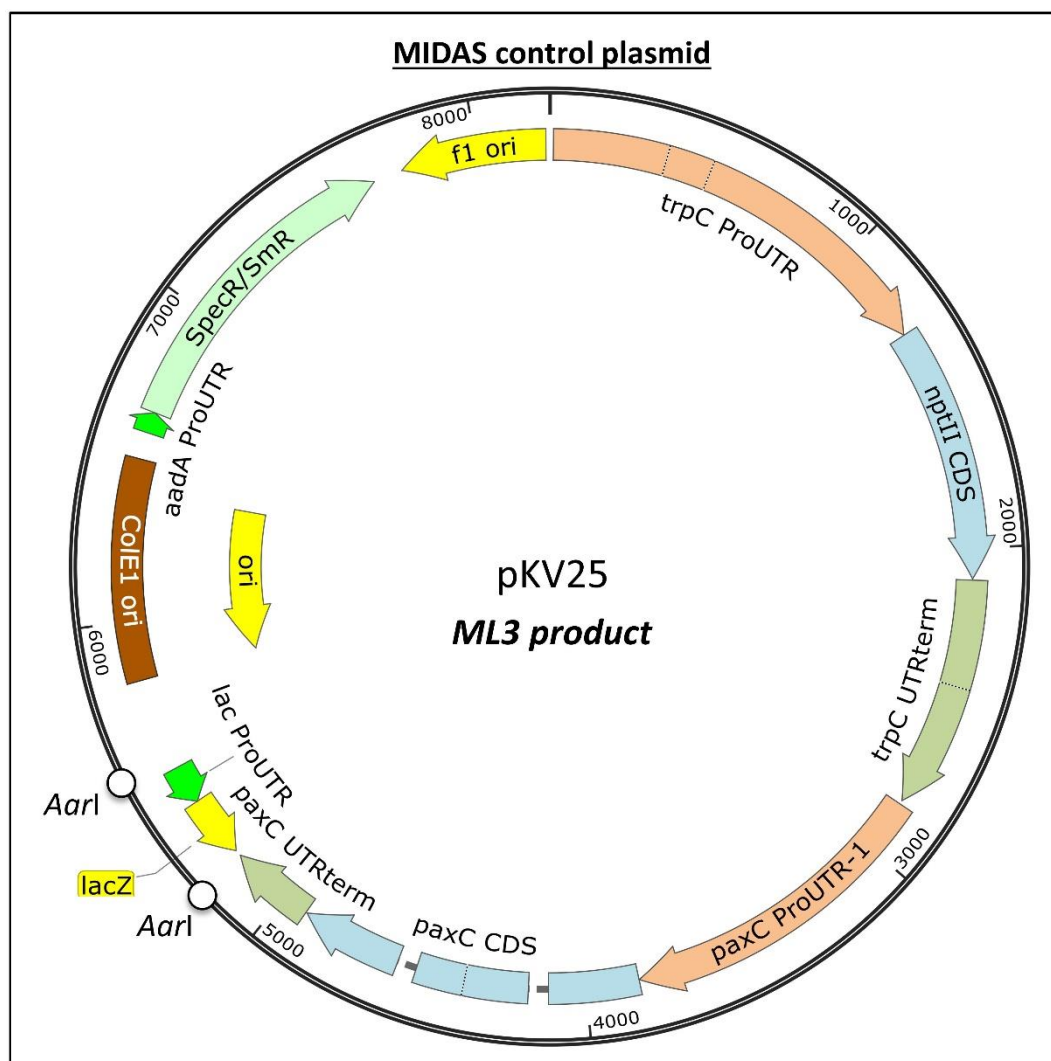 MIDAS control plasmid
8000
f1 ori
trpC ProUTR
1000
nptII CDS
2000
trpC UTRterm
3000
paxC ProUTR-1
4000
paxC CDS
5000
paxC UTRterm
lacZ
AarI
AarI
lac ProUTR
6000
ColE1 ori
ori
aadA ProUTR
7000
SpecR/SmR
pKV25
ML3 product